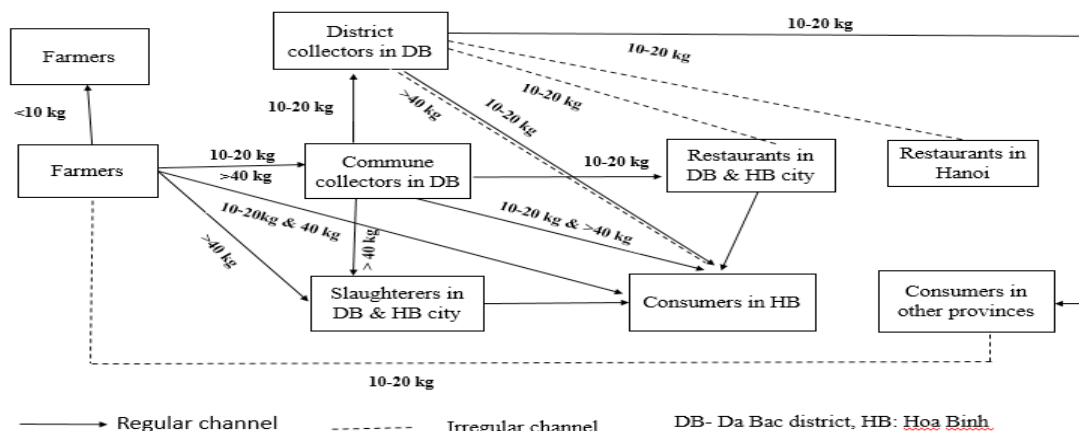 District
collectors in DB
10-20 kg
10-20 kg
10-20 kg
Farmers
<10 kg
10-20 kg
>40 kg
10-20 kg
Farmers
10-20 kg
>40 kg
Commune
collectors in DB
10-20 kg
Restaurants in
DB & HB city
Restaurants in
Hanoi
10-20kg & 40 kg
>40 kg
> 40 kg
10-20 kg & >40 kg
Slaughterers in
DB & HB city
Consumers in HB
Consumers in
other provinces
10-20 kg
Regular channel
Irregular channel
DB- Da Bac district, HB: Hoa Binh